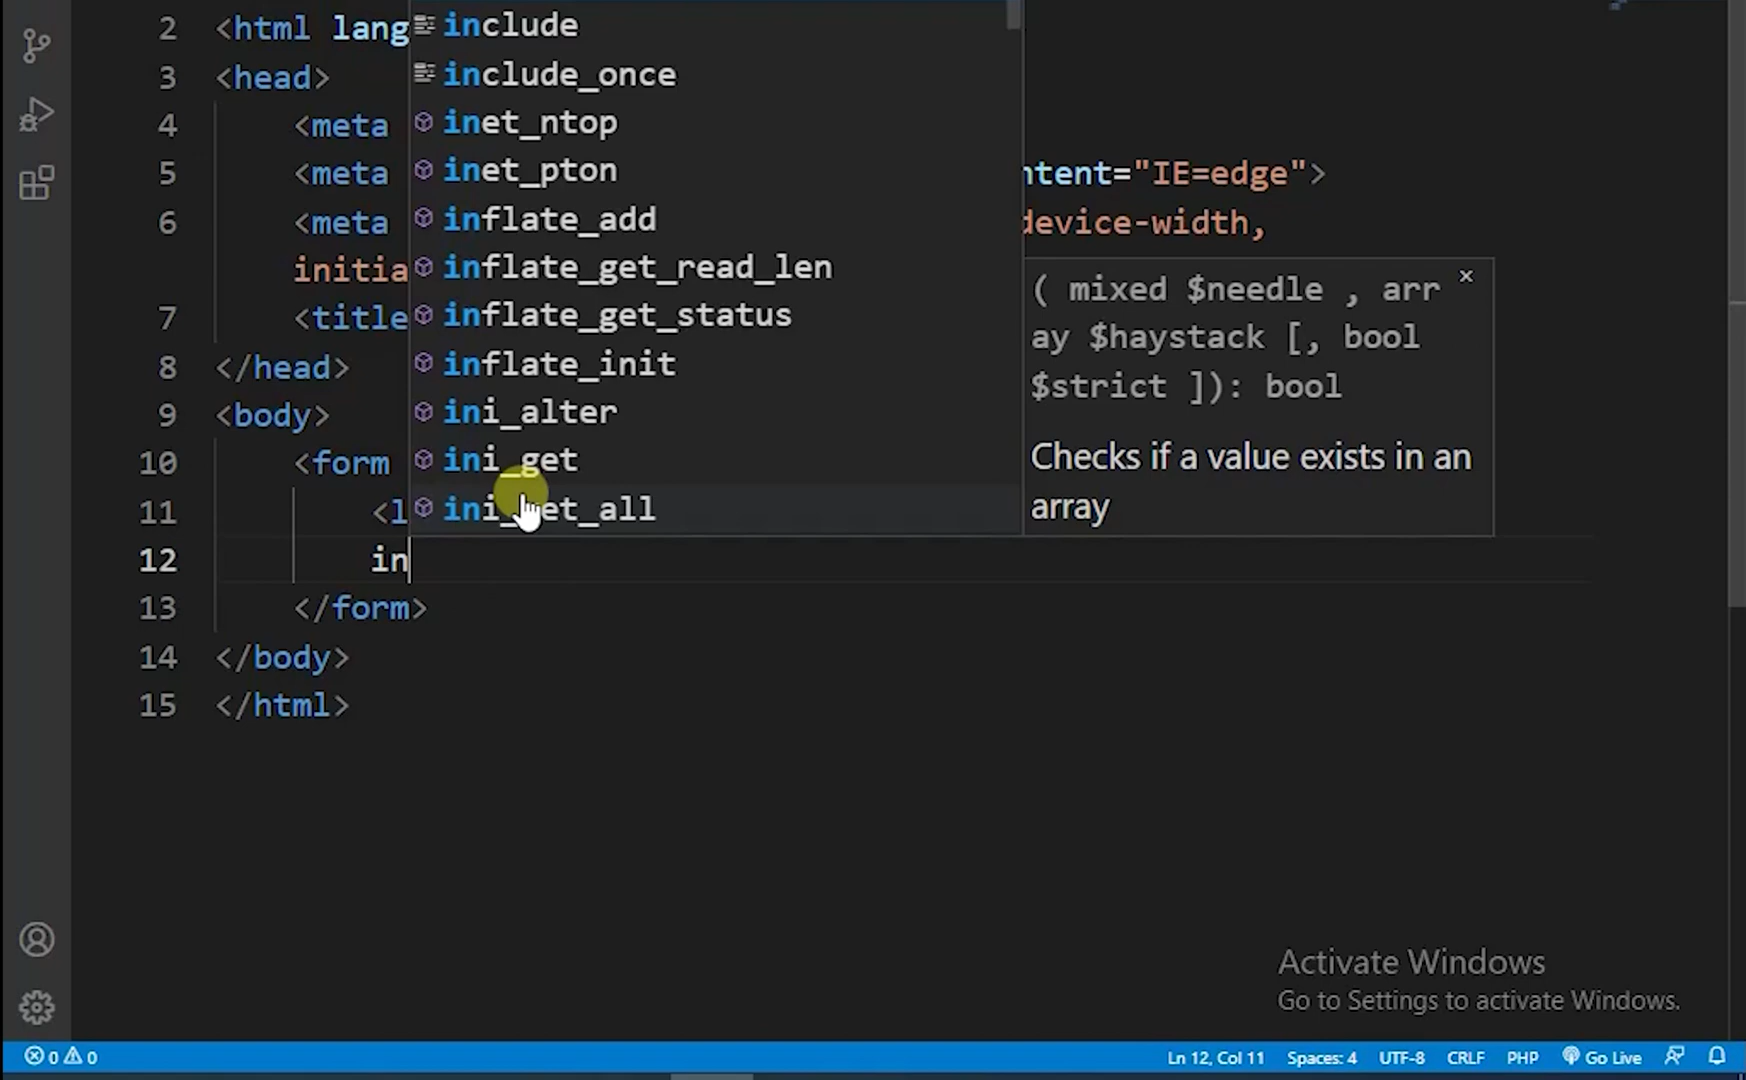 2 <html lang
3 <head>
4 <meta
5 <meta ntent="IE=edge">
6 <meta device-width,
initia
7 <title
8 </head>
9 <body>
10 <form
11 <l
12 in
13 </form>
14 </body>
15 </html>
include
include_once
inet_ntop
inet_pton
inflate_add
inflate_get_read_len
inflate_get_status
inflate_init
ini_alter
ini_get
ini_get_all
( mixed $needle , arr
ay $haystack [, bool
$strict ]): bool
Checks if a value exists in an
array
Activate Windows
Go to Settings to activate Windows.
0 0 Ln 12, Col 11 Spaces: 4 UTF-8 CRLF PHP Go Live